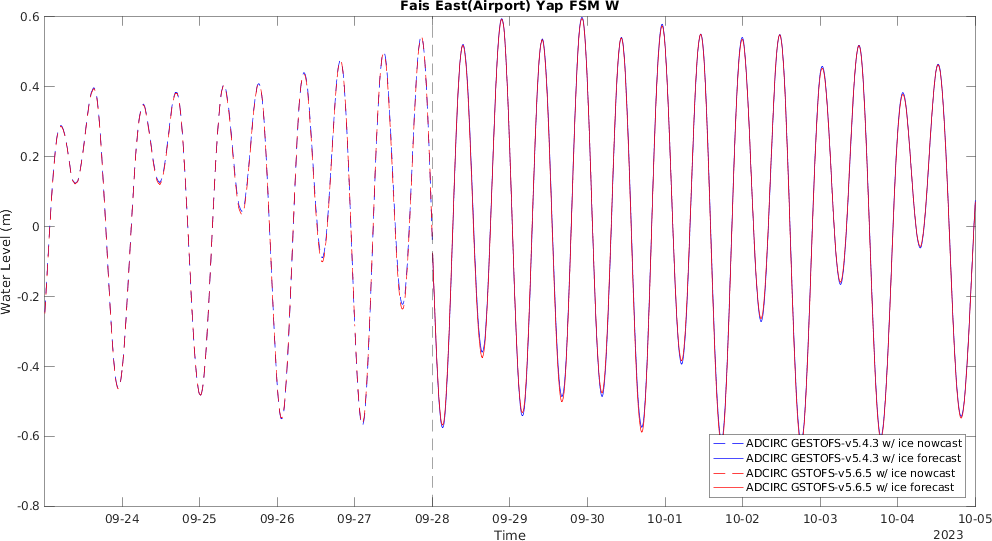 Fais East(Airport) Yap FSM W
0.6
0.4
0.2
0
-0.2
-0.4
-0.6
-0.8
Water Level (m)
ADCIRC GESTOFS-v5.4.3 w/ ice nowcast
ADCIRC GESTOFS-v5.4.3 w/ ice forecast
ADCIRC GSTOFS-v5.6.5 w/ ice nowcast
ADCIRC GSTOFS-v5.6.5 w/ ice forecast
09-24 09-25 09-26 09-27 09-28 09-29 09-30 10-01 10-02 10-03 10-04 10-05
Time
2023